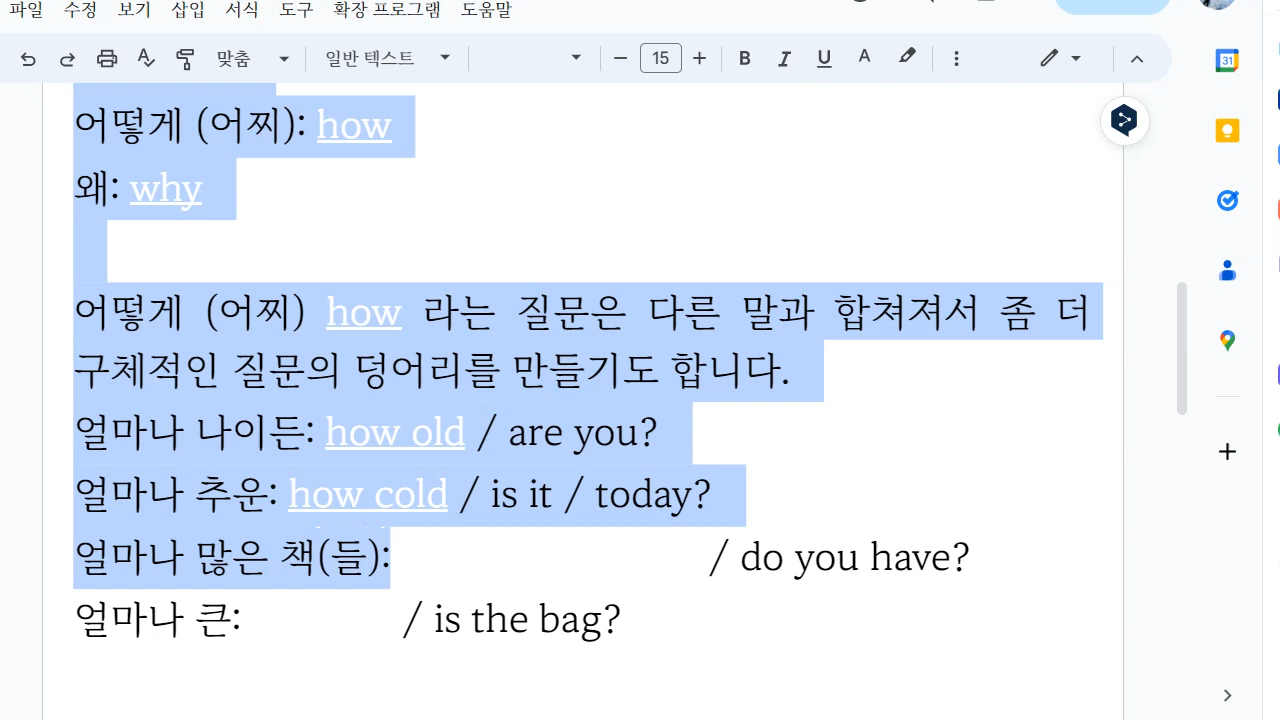 파일 수정 보기 삽입 서식 도구 확장 프로그램 도움말
맞춤 일반 텍스트 15 B I U A
31
어떻게 (어찌): how
왜: why
어떻게 (어찌) how 라는 질문은 다른 말과 합쳐져서 좀 더
구체적인 질문의 덩어리를 만들기도 합니다.
얼마나 나이든: how old / are you?
얼마나 추운: how cold / is it / today?
얼마나 많은 책(들): / do you have?
얼마나 큰: / is the bag?